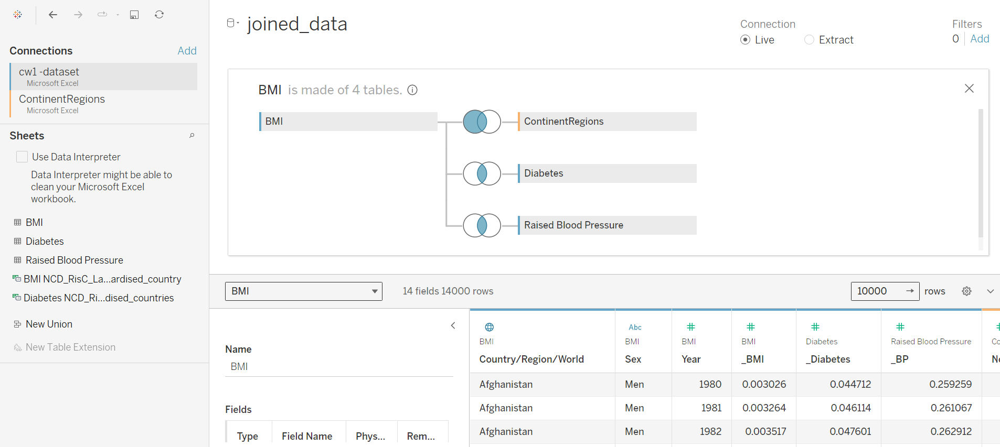 joined_data
Connection
Live
Extract
Filters
0
Add
Connections
Add
cw1 -dataset
Microsoft Excel
ContinentRegions
Microsoft Excel
Sheets
Use Data Interpreter
Data Interpreter might be able to
clean your Microsoft Excel
workbook.
BMI
Diabetes
Raised Blood Pressure
BMI NCD_RisC_La...ardised_country
Diabetes NCD_Ri...dised_countries
New Union
New Table Extension
BMI is made of 4 tables.
BMI
ContinentRegions
Diabetes
Raised Blood Pressure
BMI
14 fields 14000 rows
10000
rows
Name
BMI
Fields
Type Field Name Phys... Rem...
Abc
BMI BMI BMI BMI Diabetes Raised Blood Pressure
Country/Region/World Sex Year _BMI _Diabetes _BP
Afghanistan Men 1980 0.003026 0.044712 0.259259
Afghanistan Men 1981 0.003264 0.046114 0.261067
Afghanistan Men 1982 0.003517 0.047601 0.262912